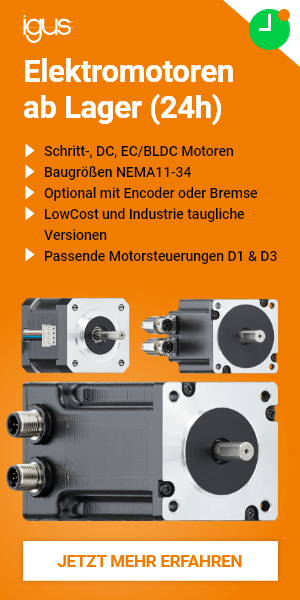 igus
Elektromotoren
ab Lager (24h)
Schritt-, DC, EC/BLDC Motoren
Baugrößen NEMA11-34
Optional mit Encoder oder Bremse
LowCost und Industrie taugliche
Versionen
Passende Motorsteuerungen D1 & D3
JETZT MEHR ERFAHREN